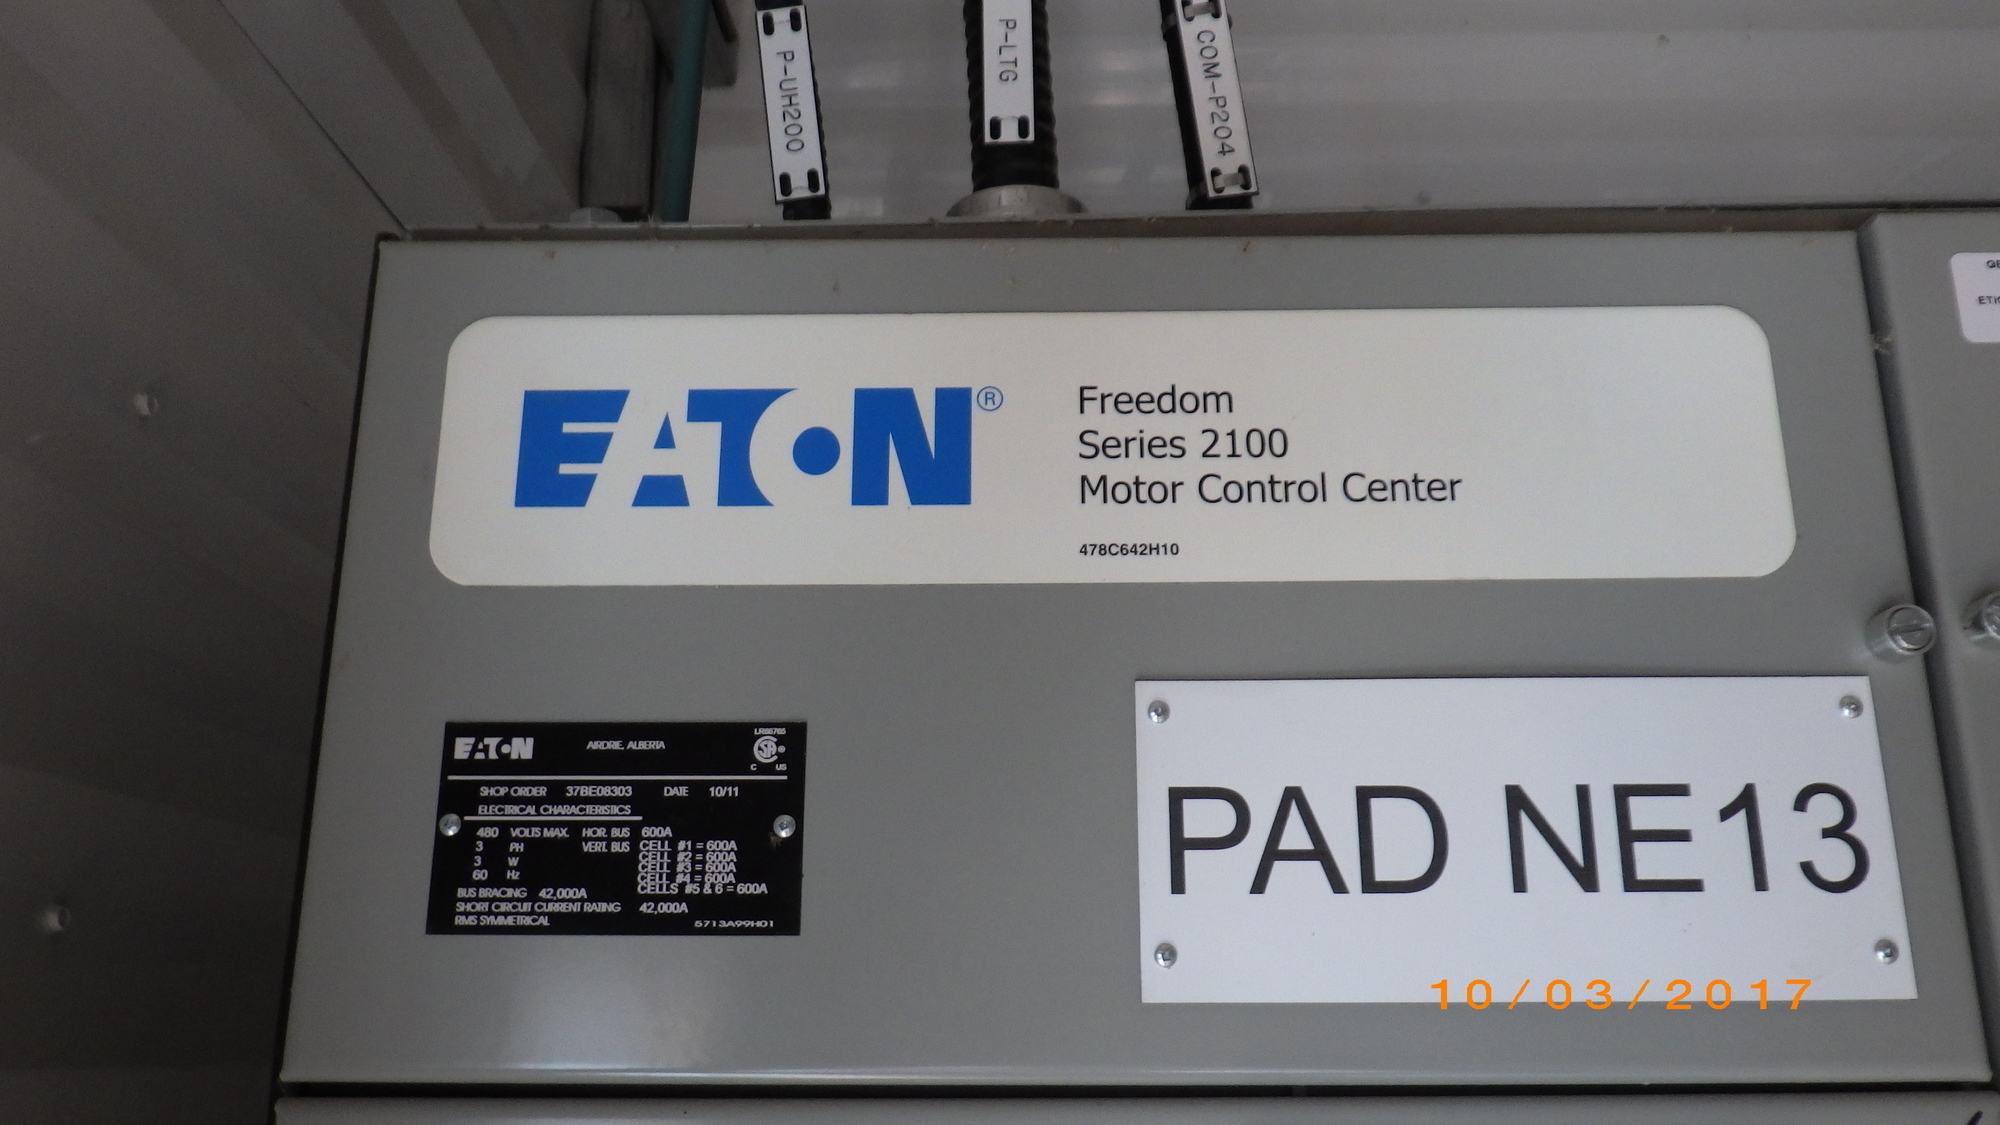 P-UH200
P-LTG
COM-P204
EATON®
Freedom
Series 2100
Motor Control Center
478C642H10
EATON AIRDRIE, ALBERTA LR66765
C US
SHOP ORDER 37BE08303 DATE 10/11
ELECTRICAL CHARACTERISTICS
480 VOLTS MAX. HOR. BUS 600A
3 PH VERT. BUS CELL #1 = 600A
CELL #2 = 600A
3 W CELL #3 = 600A
60 Hz CELL #4 = 600A
CELLS #5 & 6 = 600A
BUS BRACING 42,000A
SHORT CIRCUIT CURRENT RATING 42,000A
RMS SYMMETRICAL 5713A99H01
PAD NE13
10/03/2017